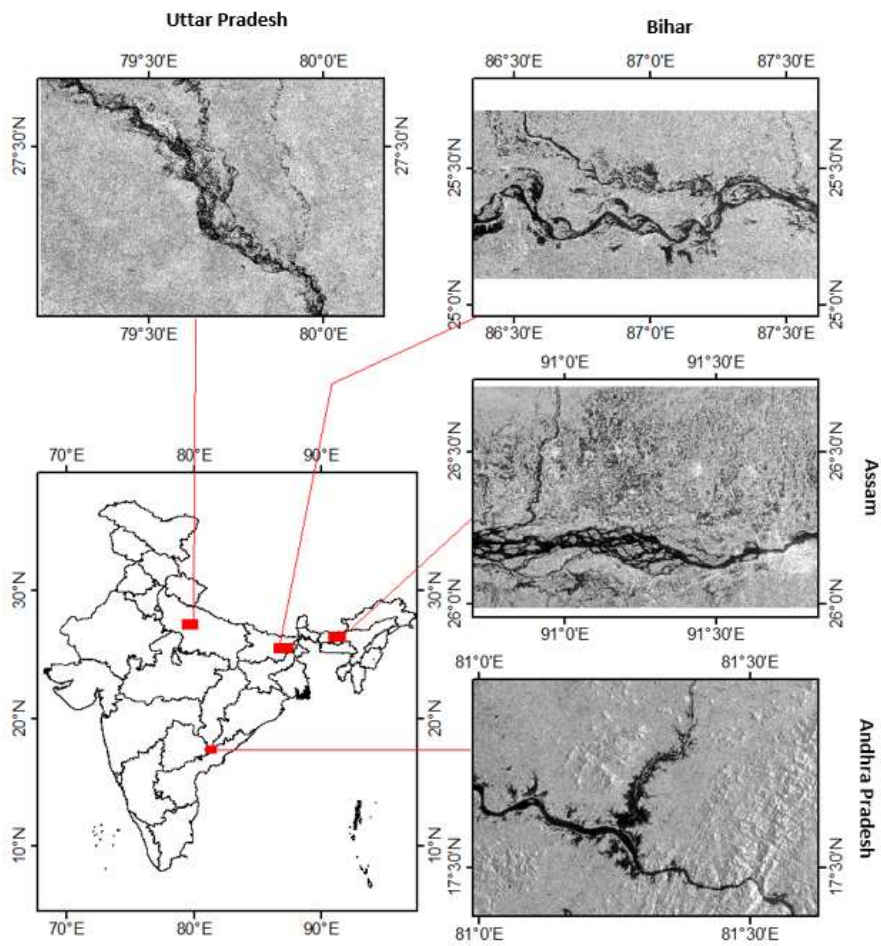 Uttar Pradesh
79°30'E 80°0'E
27°30'N
27°30'N
79°30'E 80°0'E
Bihar
86°30'E 87°0'E 87°30'E
25°30'N
25°0'N
25°30'N
25°0'N
86°30'E 87°0'E 87°30'E
91°0'E 91°30'E
26°30'N
26°0'N
26°30'N
26°0'N
91°0'E 91°30'E
Assam
70°E 80°E 90°E
30°N
20°N
10°N
30°N
20°N
10°N
70°E 80°E 90°E
81°0'E 81°30'E
17°30'N
17°30'N
81°0'E 81°30'E
Andhra Pradesh